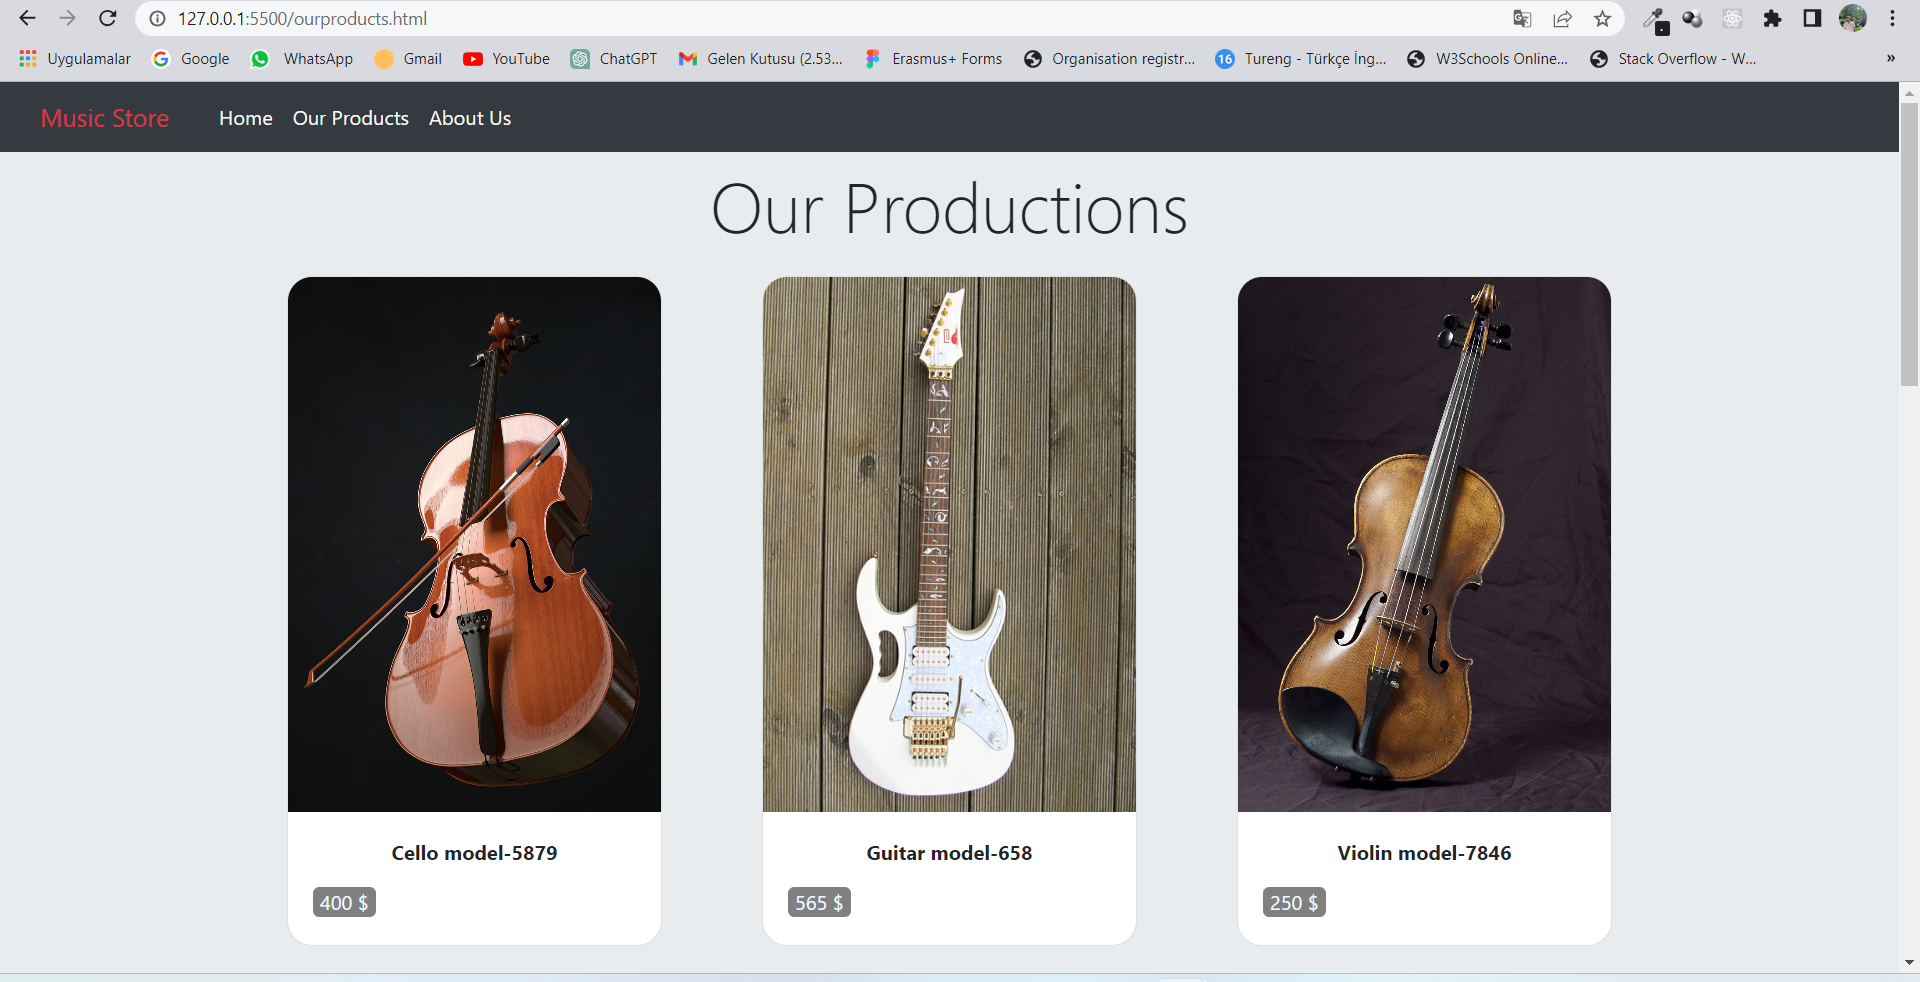 127.0.0.1:5500/ourproducts.html
Uygulamalar Google WhatsApp Gmail YouTube ChatGPT Gelen Kutusu (2.53... Erasmus+ Forms Organisation registr... 16 Tureng - Türkçe İng... W3Schools Online... Stack Overflow - W... »
Music Store Home Our Products About Us
Our Productions
Cello model-5879
400 $
Guitar model-658
565 $
Violin model-7846
250 $